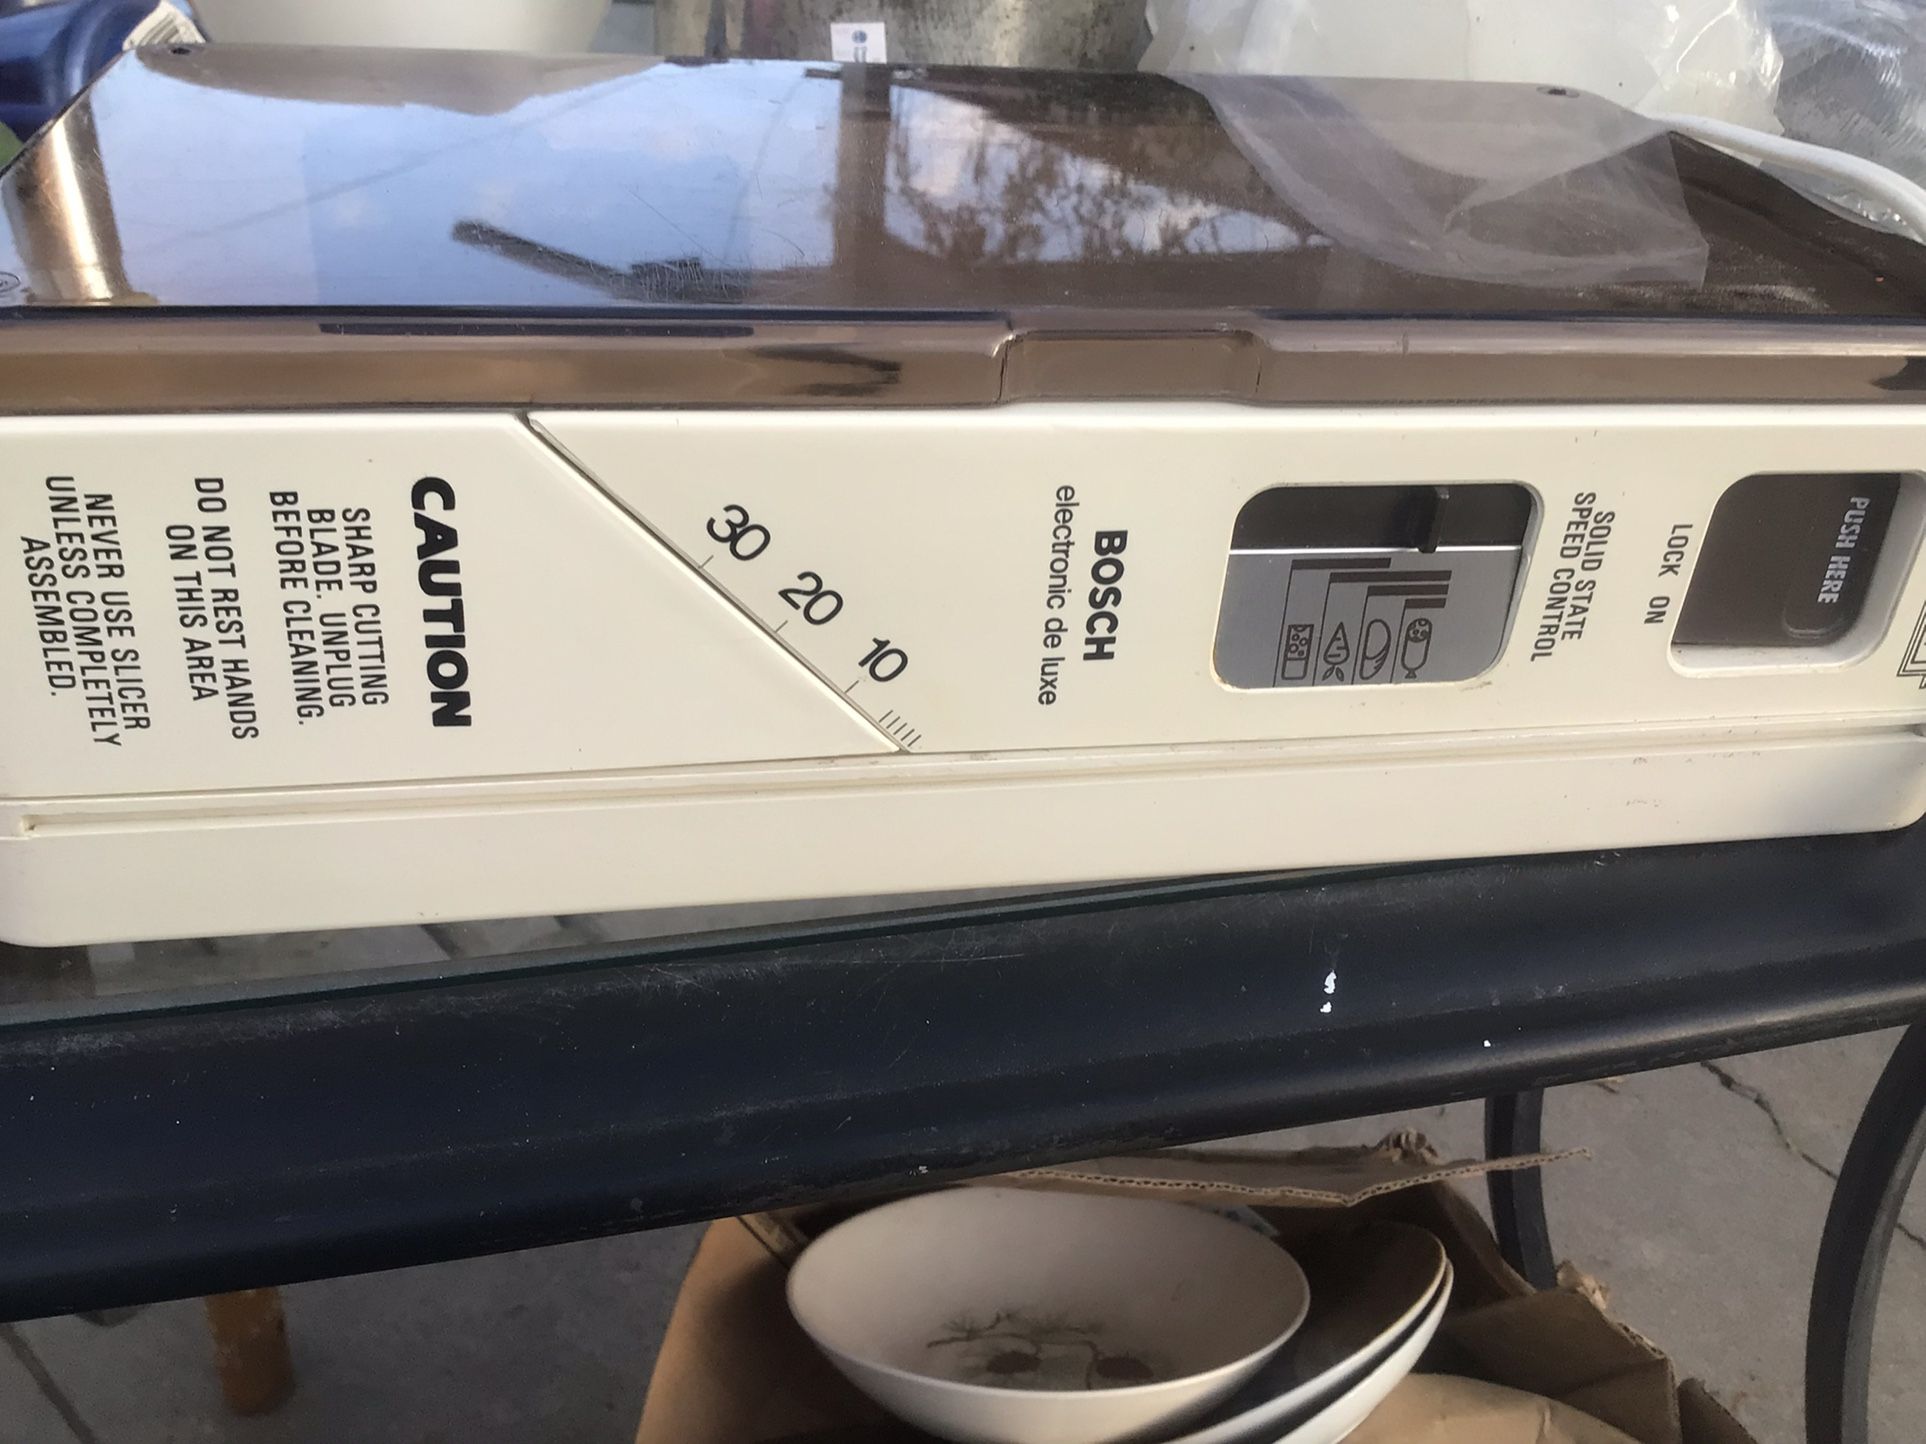 CAUTION
SHARP CUTTING
BLADE. UNPLUG
BEFORE CLEANING.
DO NOT REST HANDS
ON THIS AREA
NEVER USE SLICER
UNLESS COMPLETELY
ASSEMBLED.
30
20
10
BOSCH
electronic de luxe
SOLID STATE
SPEED CONTROL
LOCK ON
PUSH HERE